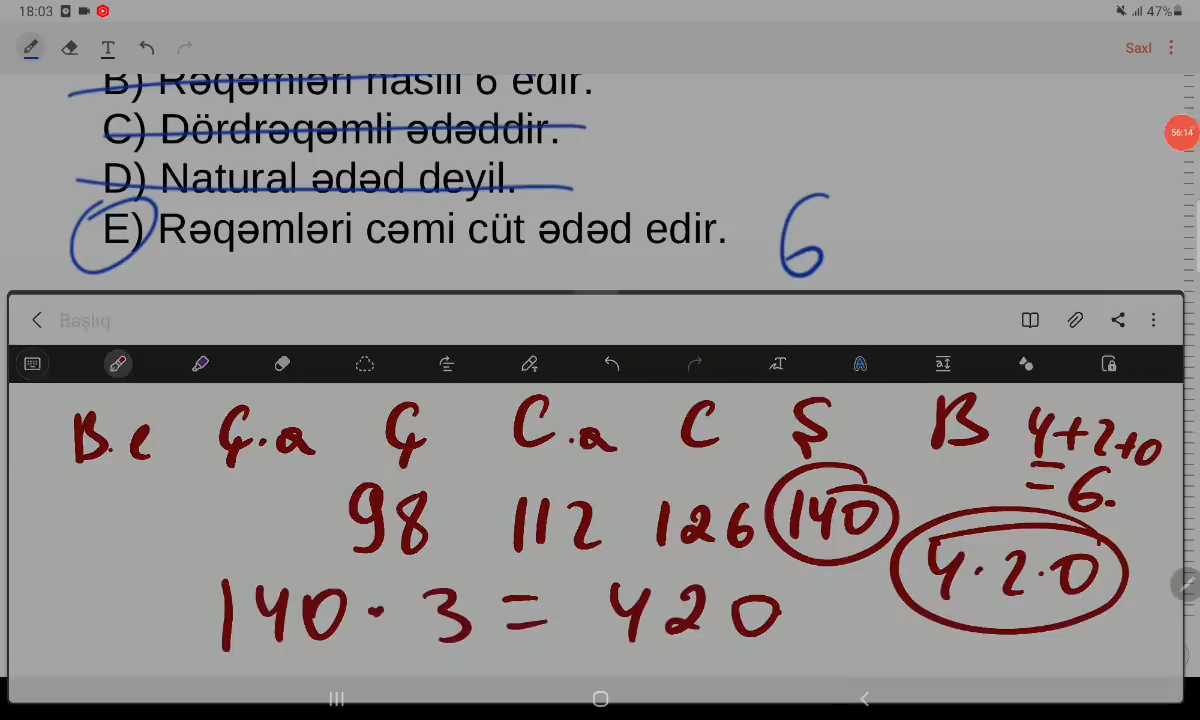 18:03 47%
T Saxl
B) Rəqəmləri hasili 6 edir.
C) Dördrəqəmli ədəddir. 56:14
D) Natural ədəd deyil.
E) Rəqəmləri cəmi cüt ədəd edir. 6
Başlıq
B.e Ç.a Ç C.a C Ş B 4+2+0
=6.
98 112 126 140
4·2·0
140·3=420